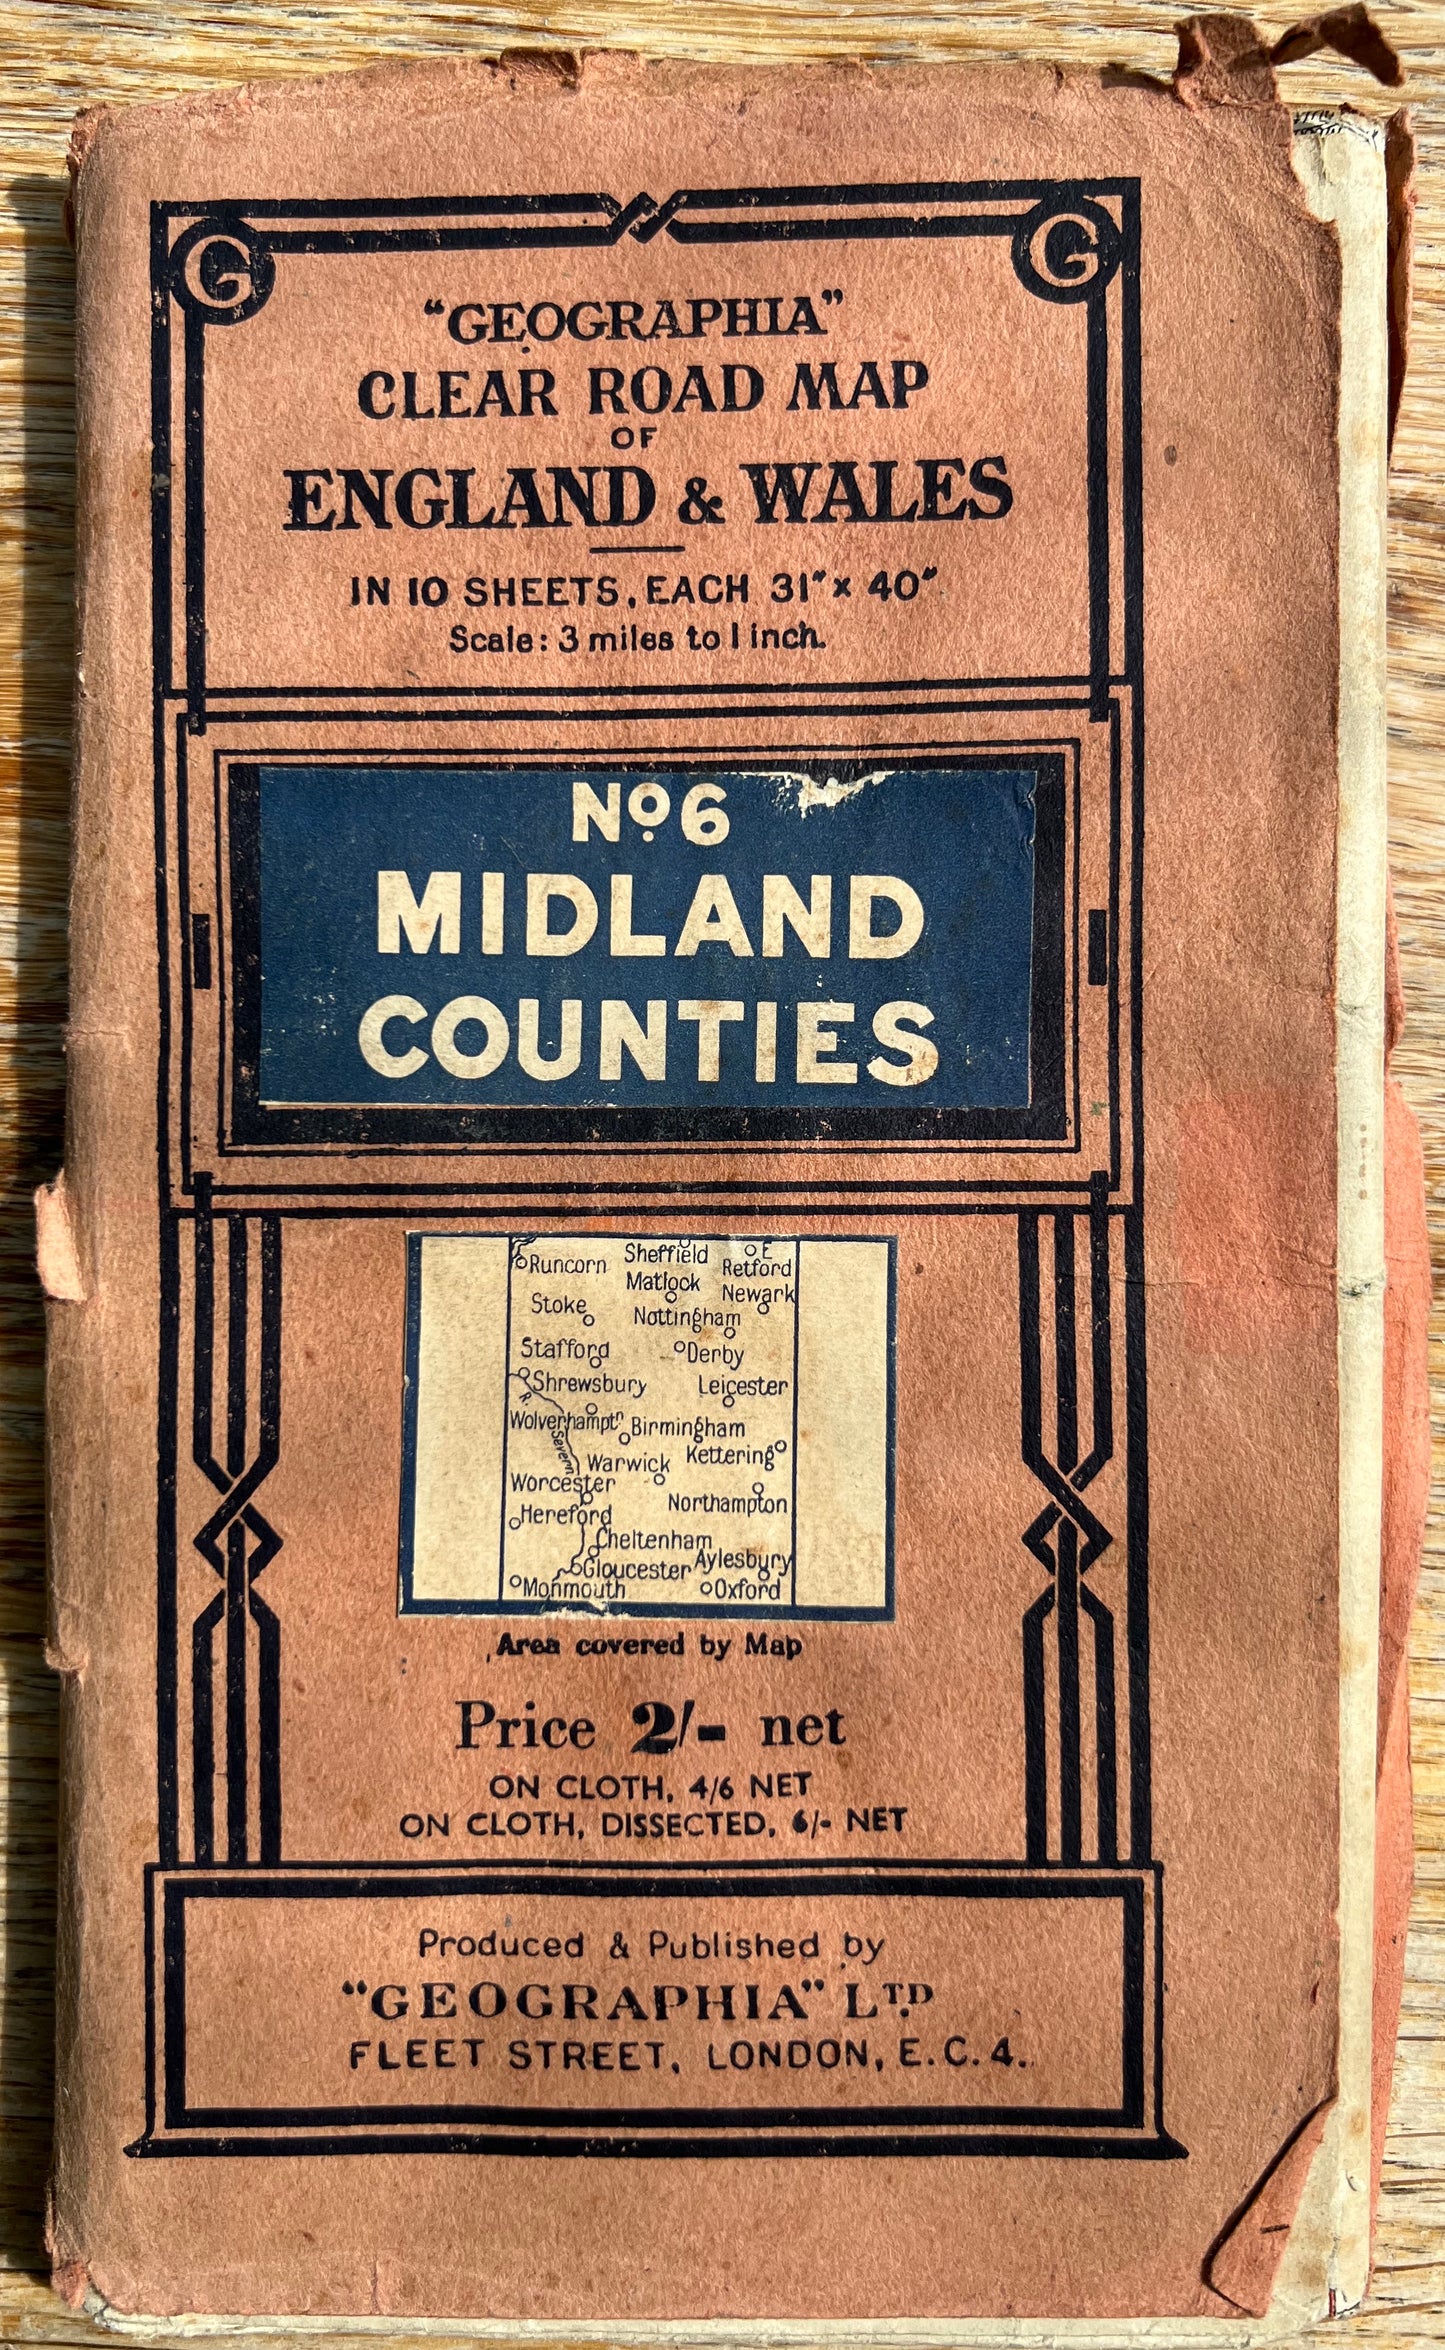 G G
"GEOGRAPHIA"
CLEAR ROAD MAP
OF
ENGLAND & WALES
IN 10 SHEETS, EACH 31" x 40"
Scale: 3 miles to 1 inch.
Nº 6
MIDLAND
COUNTIES
Runcorn
Sheffield
E
Retford
Matlock
Newark
Stoke
Nottingham
Stafford
Derby
Shrewsbury
Leicester
R. Severn
Wolverhamptn
Birmingham
Kettering
Warwick
Worcester
Northampton
Hereford
Cheltenham
Gloucester
Aylesbury
Monmouth
Oxford
Area covered by Map
Price 2/- net
ON CLOTH, 4/6 NET
ON CLOTH, DISSECTED, 6/- NET
Produced & Published by
"GEOGRAPHIA" LTD
FLEET STREET, LONDON, E.C.4.